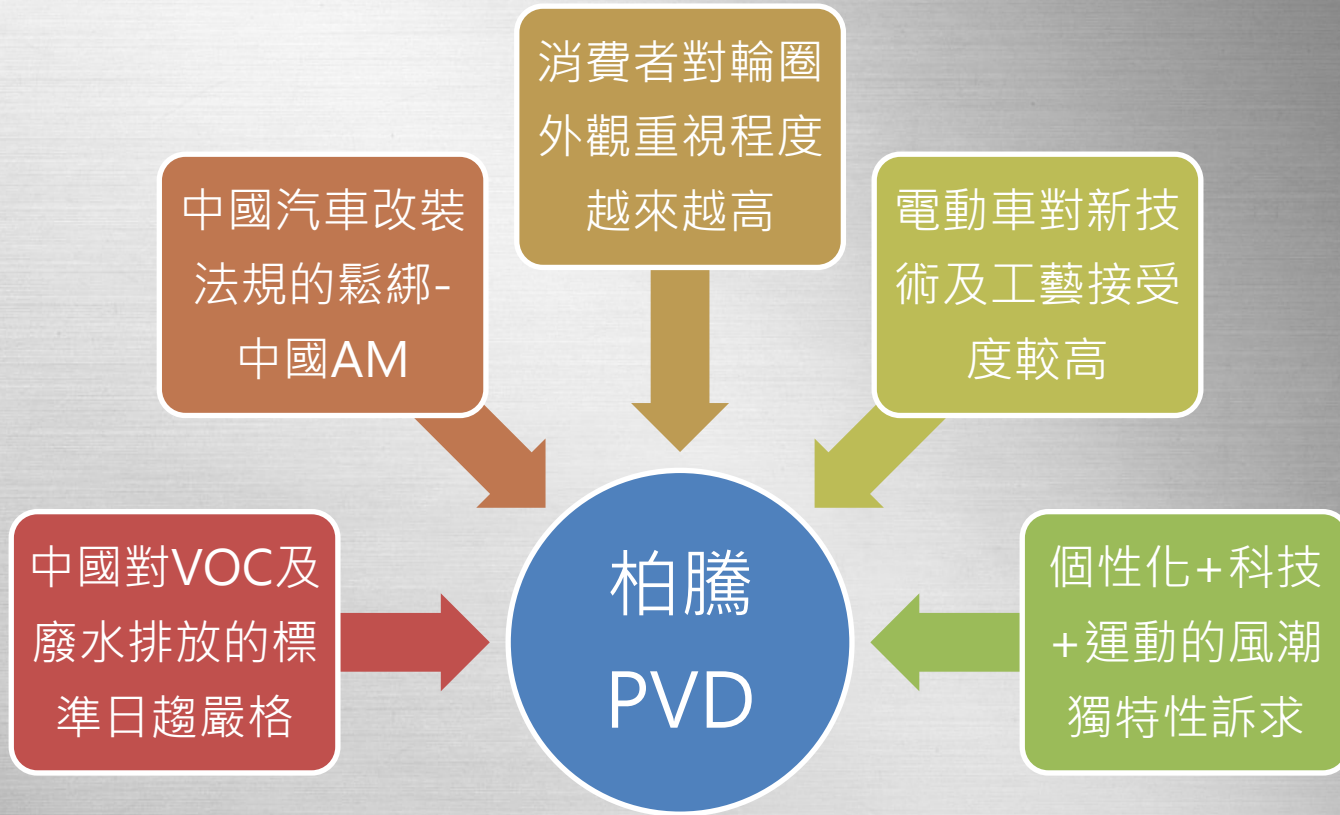 消費者對輪圈
外觀重視程度
越來越高
中國汽車改裝
法規的鬆綁-
中國AM
電動車對新技
術及工藝接受
度較高
中國對VOC及
廢水排放的標
準日趨嚴格
柏騰
PVD
個性化+科技
+運動的風潮
獨特性訴求